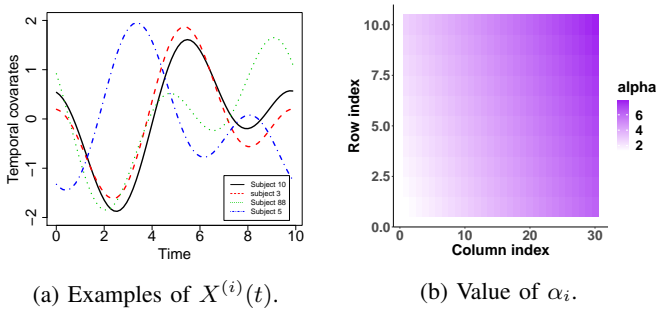 Temporal covariates
2
1
0
-1
-2
0 2 4 6 8 10
Time
Subject 10
subject 3
Subject 88
Subject 5
(a) Examples of X^{(i)}(t).
Row index
10.0
7.5
5.0
2.5
0.0
0 10 20 30
Column index
alpha
6
4
2
(b) Value of α_i.